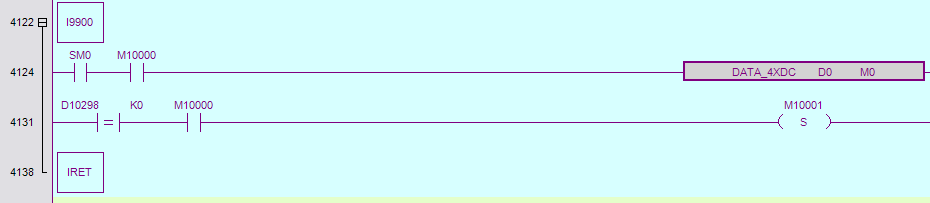 4122 I9900
SM0 M10000
4124 DATA_4XDC D0 M0
D10298 K0 M10000 M10001
4131 = S
4138 IRET